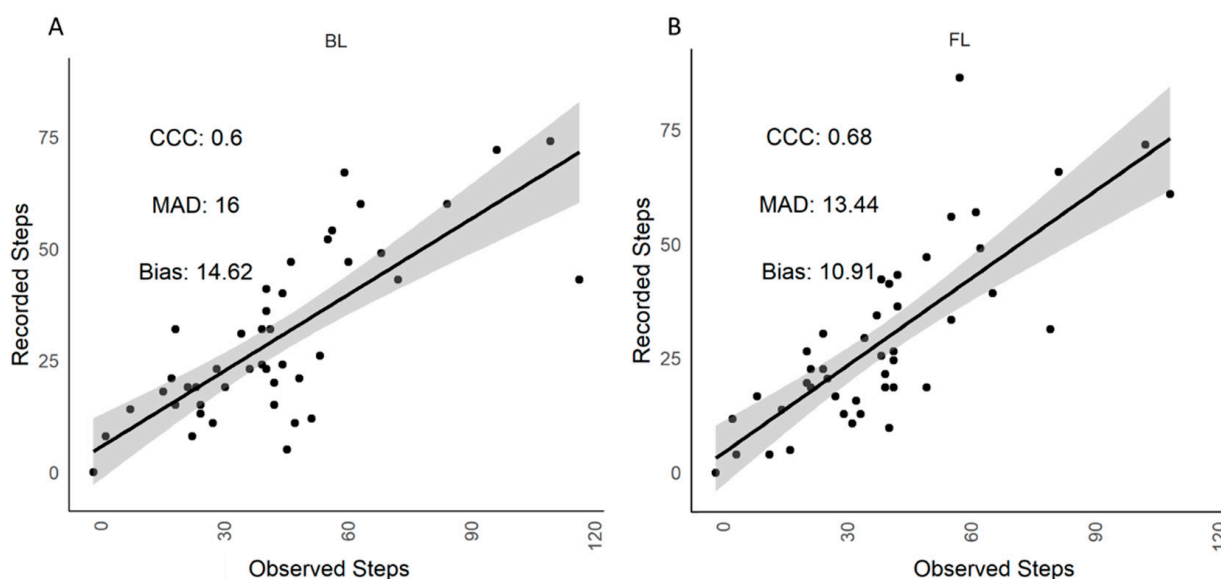 A
BL
75
50
25
0
CCC: 0.6
MAD: 16
Bias: 14.62
Recorded Steps
0
30
60
90
120
Observed Steps
B
FL
75
50
25
0
CCC: 0.68
MAD: 13.44
Bias: 10.91
Recorded Steps
0
30
60
90
120
Observed Steps